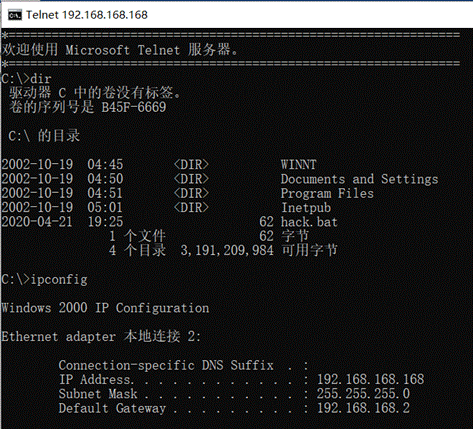 Telnet 192.168.168.168
*===============================================================
欢迎使用 Microsoft Telnet 服务器。
*===============================================================
C:\>dir
 驱动器 C 中的卷没有标签。
 卷的序列号是 B45F-6669

 C:\ 的目录

2002-10-19  04:45       <DIR>          WINNT
2002-10-19  04:50       <DIR>          Documents and Settings
2002-10-19  04:51       <DIR>          Program Files
2002-10-19  05:01       <DIR>          Inetpub
2020-04-21  19:25                   62 hack.bat
               1 个文件             62 字节
               4 个目录  3,191,209,984 可用字节

C:\>ipconfig

Windows 2000 IP Configuration

Ethernet adapter 本地连接 2:

        Connection-specific DNS Suffix  . :
        IP Address. . . . . . . . . . . . : 192.168.168.168
        Subnet Mask . . . . . . . . . . . : 255.255.255.0
        Default Gateway . . . . . . . . . : 192.168.168.2